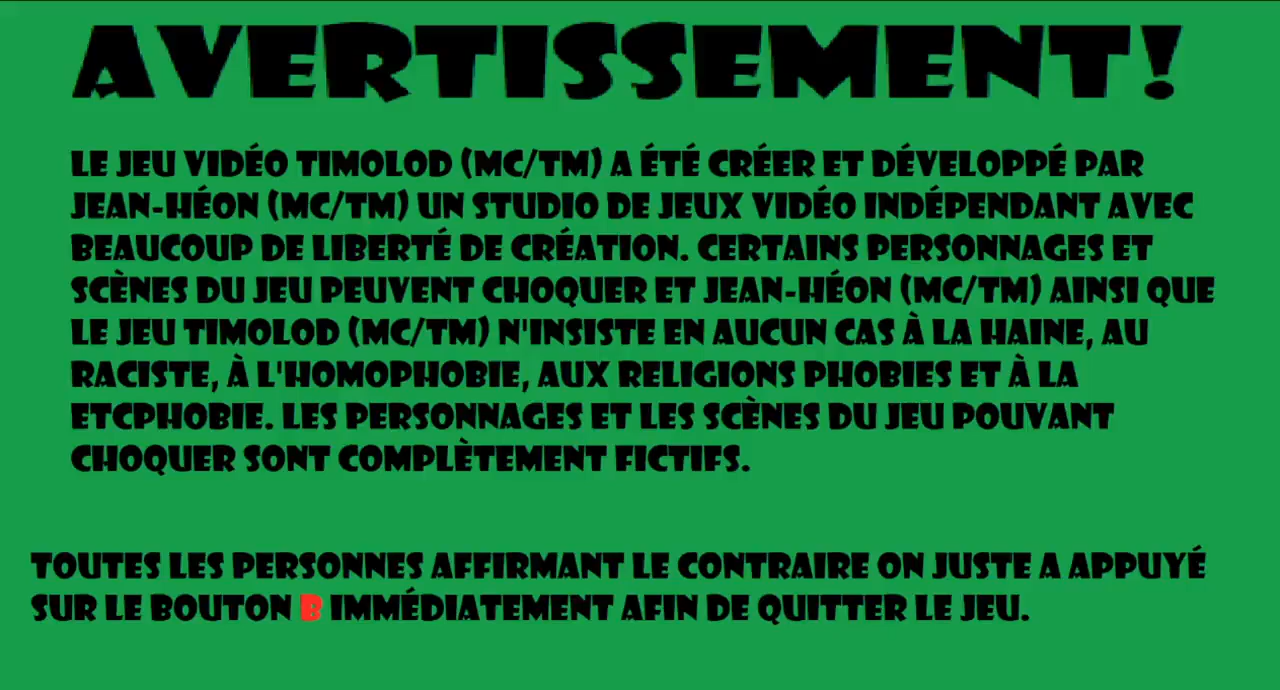 AVERTISSEMENT!
LE JEU VIDÉO TIMOLOD (MC/TM) A ÉTÉ CRÉER ET DÉVELOPPÉ PAR
JEAN-HÉON (MC/TM) UN STUDIO DE JEUX VIDÉO INDÉPENDANT AVEC
BEAUCOUP DE LIBERTÉ DE CRÉATION. CERTAINS PERSONNAGES ET
SCÈNES DU JEU PEUVENT CHOQUER ET JEAN-HÉON (MC/TM) AINSI QUE
LE JEU TIMOLOD (MC/TM) N'INSISTE EN AUCUN CAS À LA HAINE, AU
RACISTE, À L'HOMOPHOBIE, AUX RELIGIONS PHOBIES ET À LA
ETCPHOBIE. LES PERSONNAGES ET LES SCÈNES DU JEU POUVANT
CHOQUER SONT COMPLÈTEMENT FICTIFS.
TOUTES LES PERSONNES AFFIRMANT LE CONTRAIRE ON JUSTE A APPUYÉ
SUR LE BOUTON B IMMÉDIATEMENT AFIN DE QUITTER LE JEU.